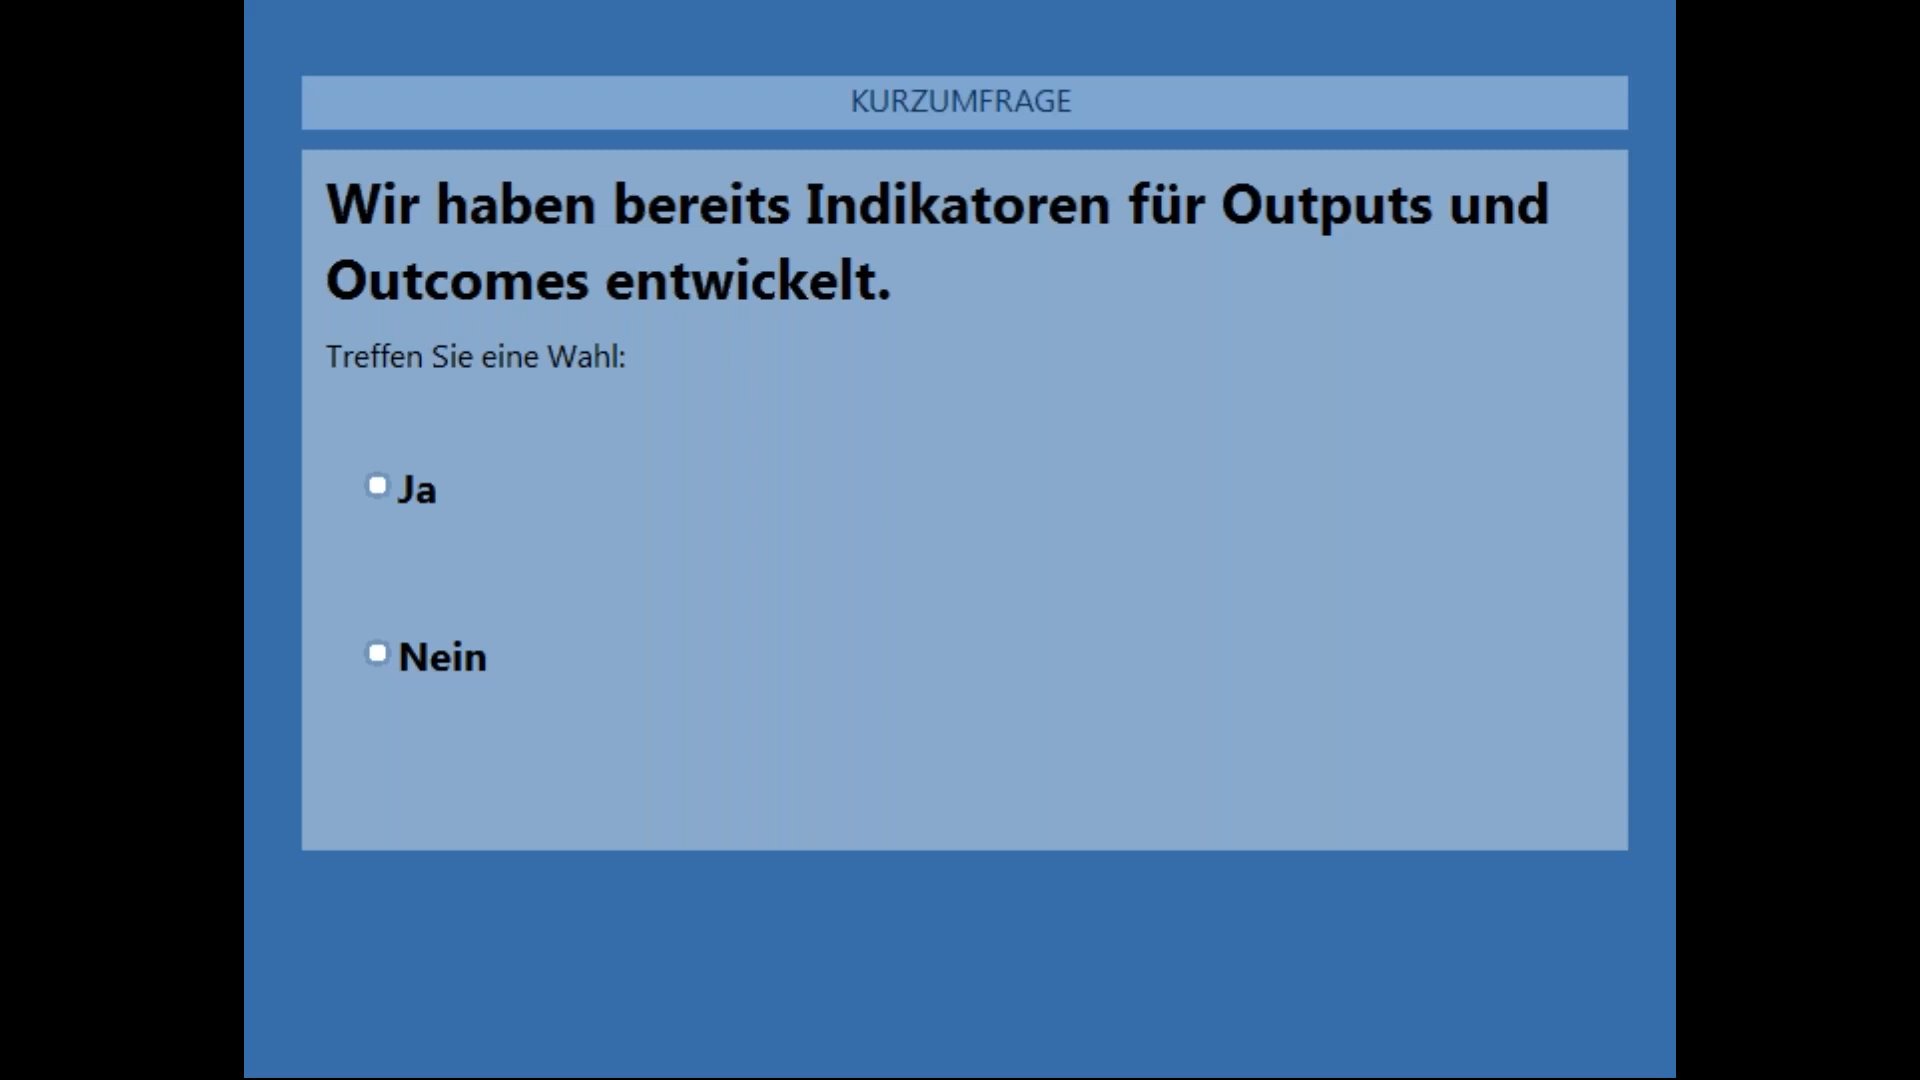 KURZUMFRAGE
Wir haben bereits Indikatoren für Outputs und
Outcomes entwickelt.
Treffen Sie eine Wahl:
Ja
Nein